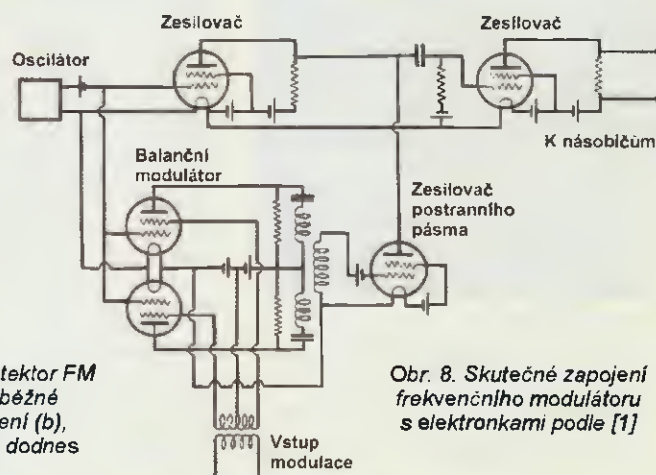 Zesilovač
Zesilovač
Oscilátor
K násobičům
Balanční
modulátor
Zesilovač
postranního
pásma
tektor FM
běžné
ení (b),
dodnes
Vstup
modulace
Obr. 8. Skutečné zapojení
frekvenčního modulátoru
s elektronkami podle [1]